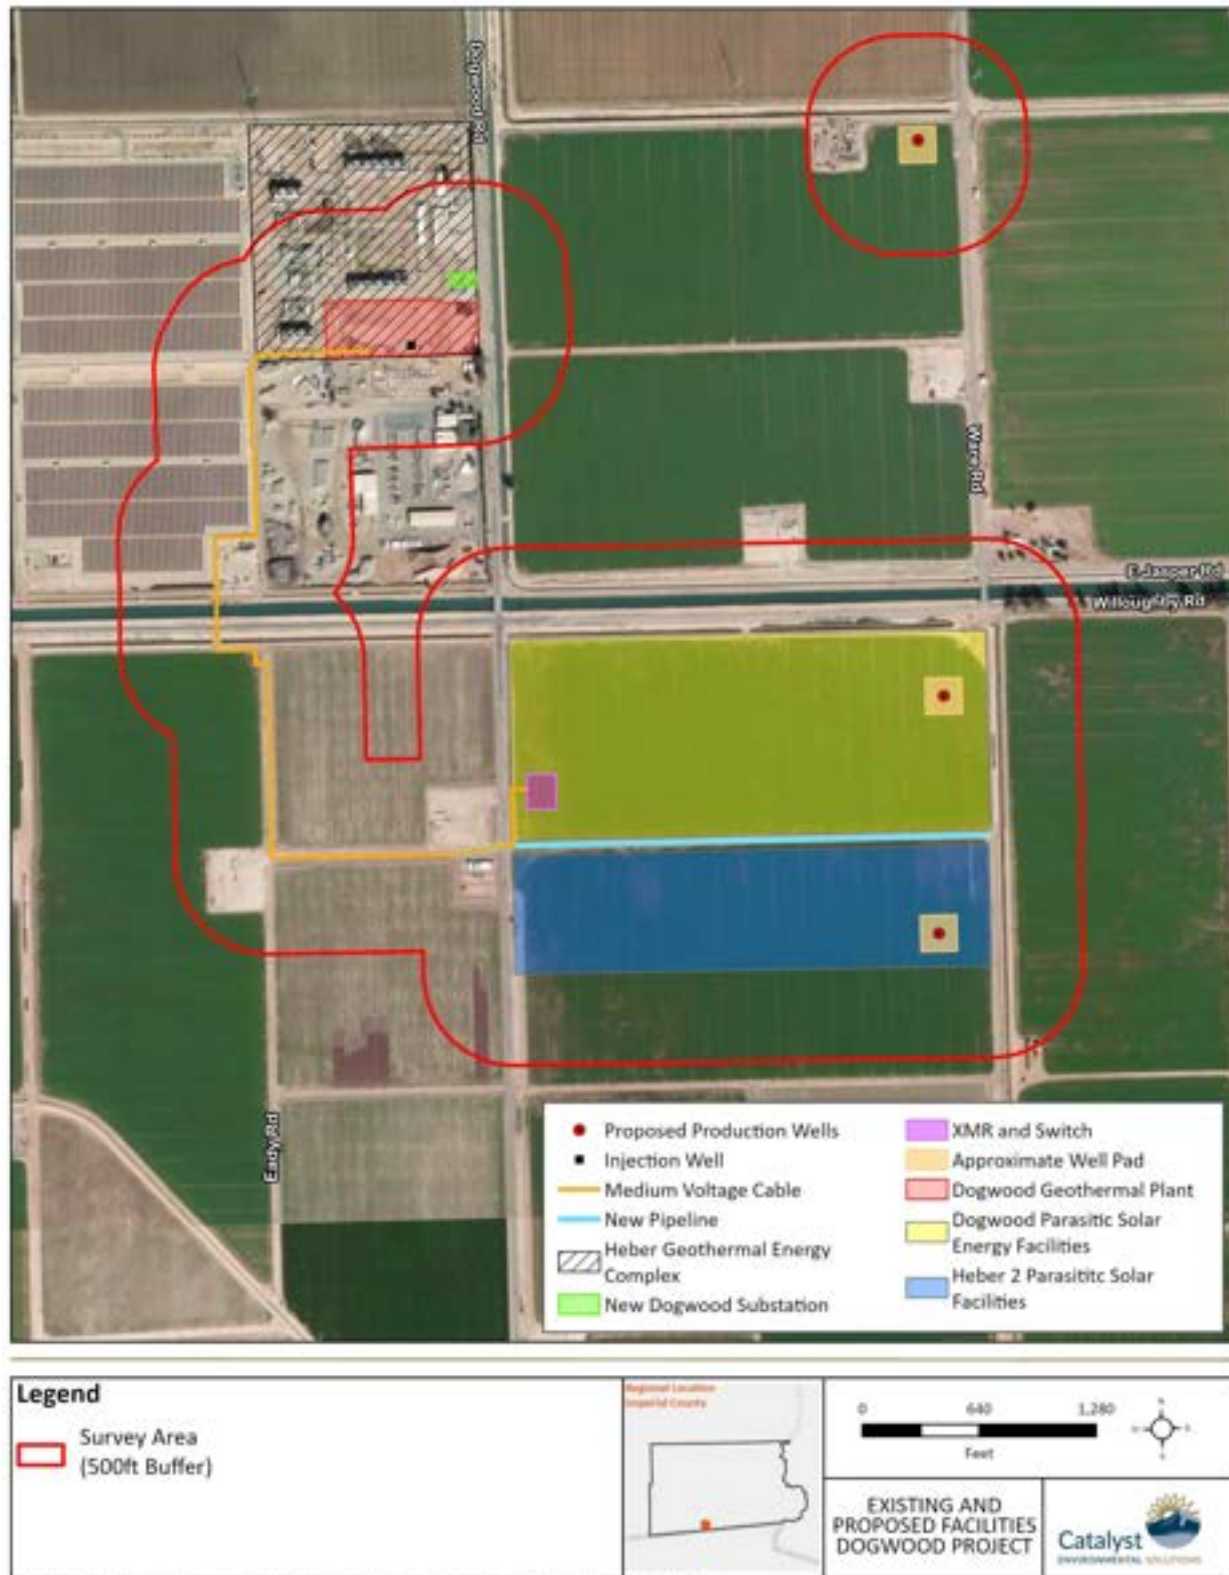 Dogwood Rd
Ware Rd
E Jasper Rd
Willoughby Rd
Eady Rd
Proposed Production Wells
Injection Well
Medium Voltage Cable
New Pipeline
Heber Geothermal Energy
Complex
New Dogwood Substation
XMR and Switch
Approximate Well Pad
Dogwood Geothermal Plant
Dogwood Parasitic Solar
Energy Facilities
Heber 2 Parasititc Solar
Facilities
Legend
Survey Area
(500ft Buffer)
Regional Location
Imperial County
0 640 1,280
Feet
EXISTING AND
PROPOSED FACILITIES
DOGWOOD PROJECT
Catalyst
ENVIRONMENTAL SOLUTIONS